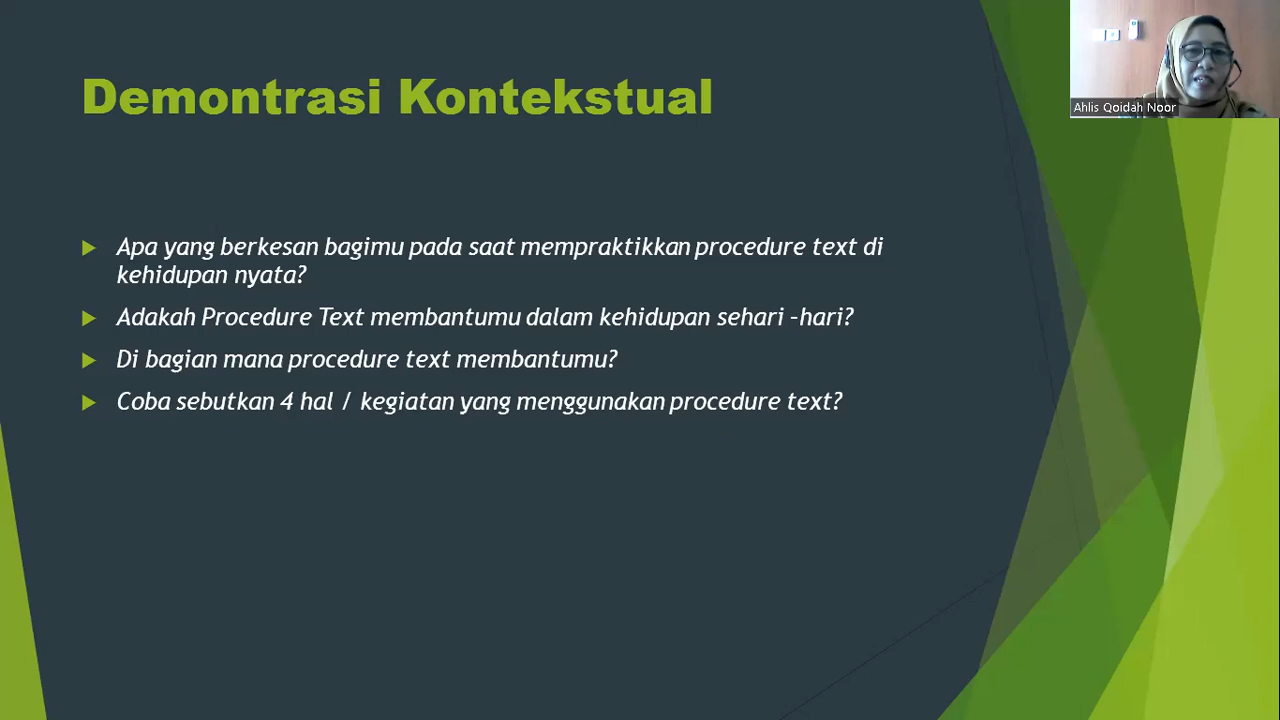 Demontrasi Kontekstual
Ahlis Qoidah Noor
Apa yang berkesan bagimu pada saat mempraktikkan procedure text di
kehidupan nyata?
Adakah Procedure Text membantumu dalam kehidupan sehari –hari?
Di bagian mana procedure text membantumu?
Coba sebutkan 4 hal / kegiatan yang menggunakan procedure text?